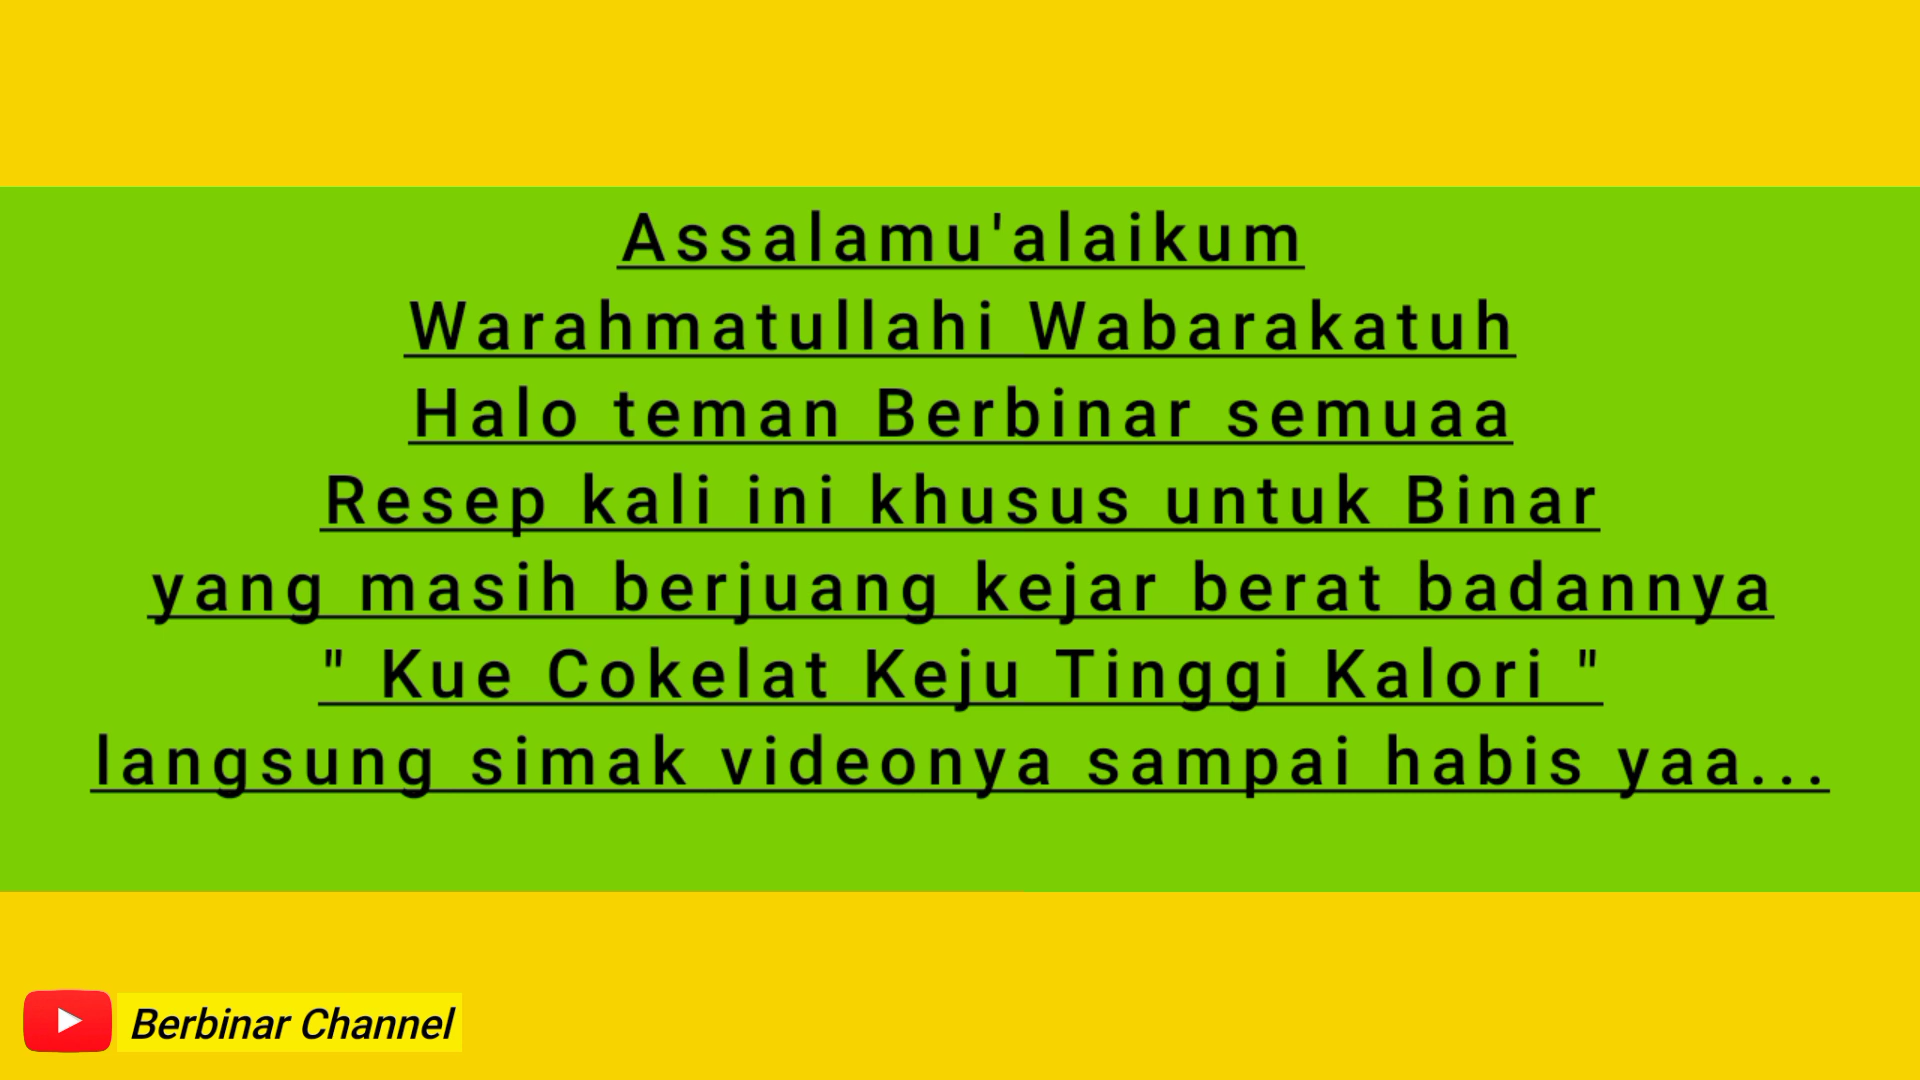 Assalamu'alaikum
Warahmatullahi Wabarakatuh
Halo teman Berbinar semuaa
Resep kali ini khusus untuk Binar
yang masih berjuang kejar berat badannya
" Kue Cokelat Keju Tinggi Kalori "
langsung simak videonya sampai habis yaa...
Berbinar Channel